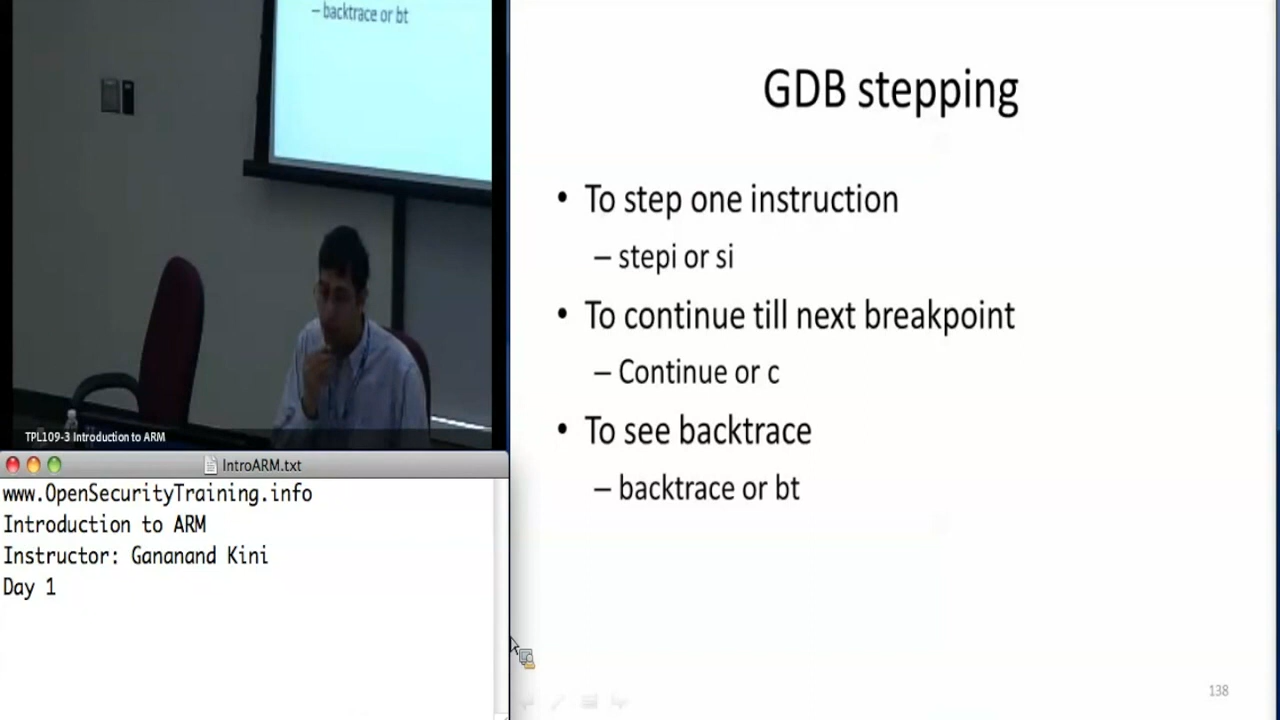 – backtrace or bt
TPL109-3 Introduction to ARM
IntroARM.txt
www.OpenSecurityTraining.info
Introduction to ARM
Instructor: Gananand Kini
Day 1
GDB stepping
• To step one instruction
– stepi or si
• To continue till next breakpoint
– Continue or c
• To see backtrace
– backtrace or bt
138